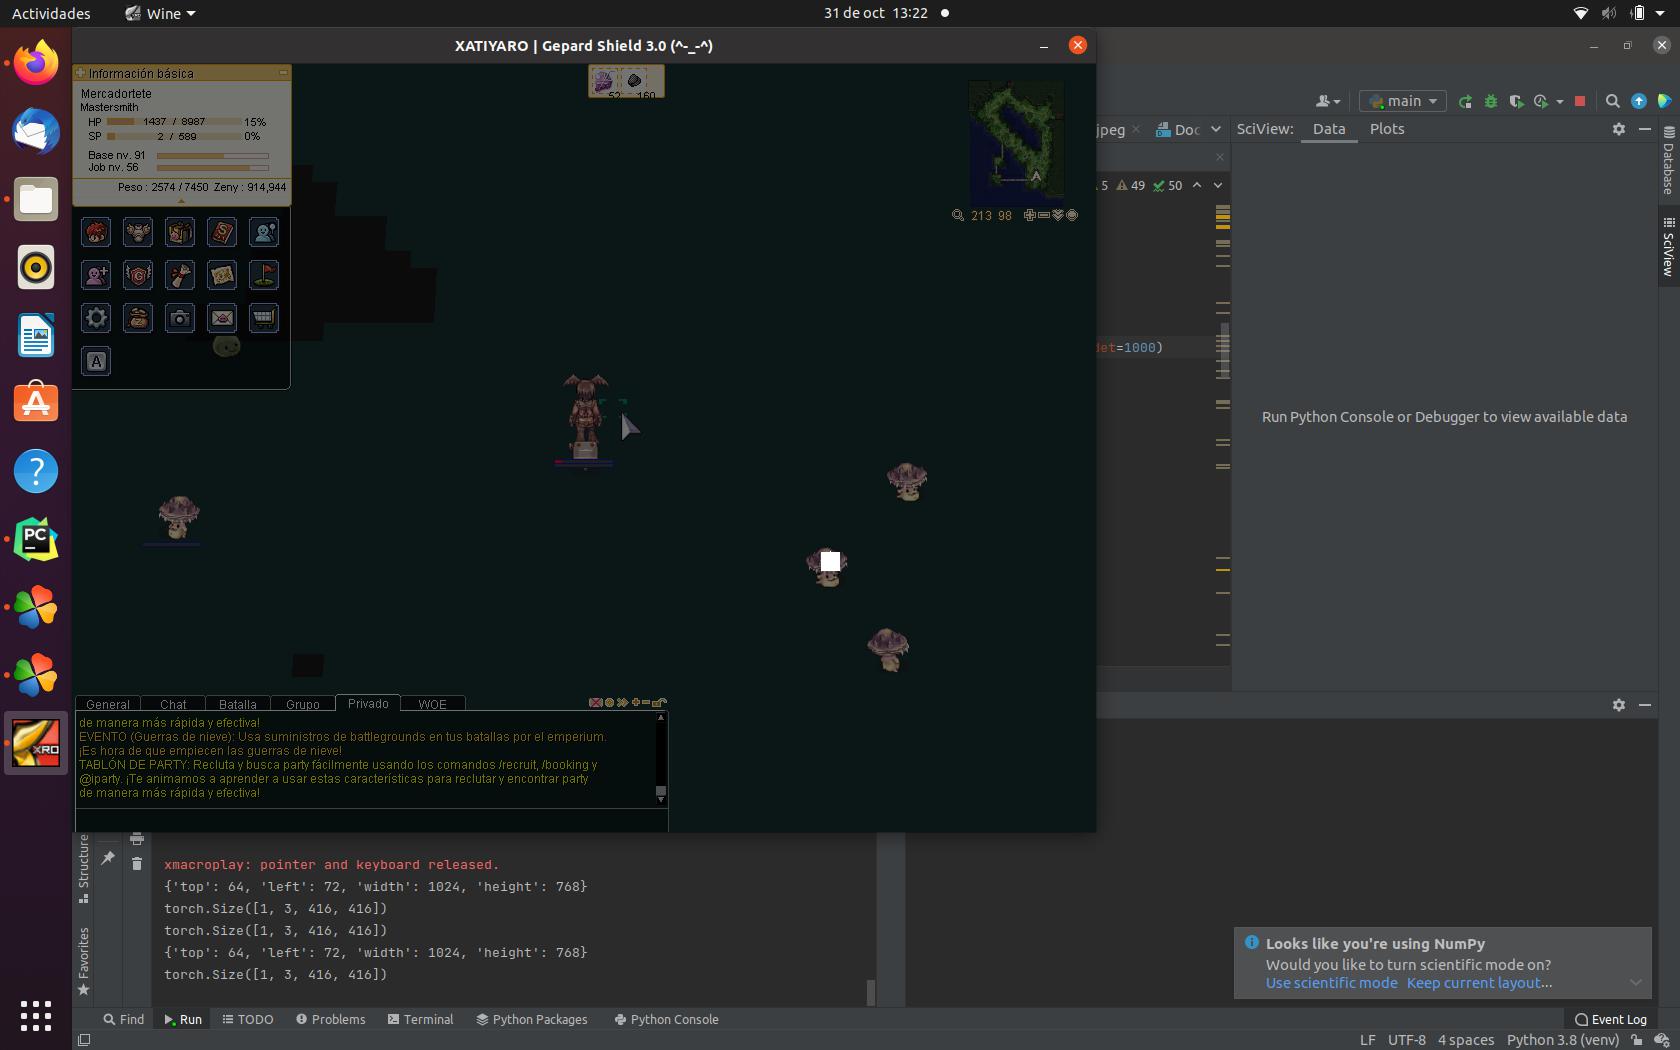 Actividades
Wine
31 de oct 13:22
XATIYARO | Gepard Shield 3.0 (^-_-^)
Información básica
Mercadortete
Mastersmith
HP 1437 / 8987 15%
SP 2 / 589 0%
Base nv. 91
Job nv. 56
Peso : 2574 / 7450 Zeny : 914,944
52 160
213 98
A
main
jpeg
Doc
SciView:
Data
Plots
5 49 50
det=1000)
Run Python Console or Debugger to view available data
Database
SciView
General Chat Batalla Grupo Privado WOE
de manera más rápida y efectiva!
EVENTO (Guerras de nieve): Usa suministros de battlegrounds en tus batallas por el emperium.
¡Es hora de que empiecen las guerras de nieve!
TABLÓN DE PARTY: Recluta y busca party fácilmente usando los comandos /recruit, /booking y
@iparty. ¡Te animamos a aprender a usar estas características para reclutar y encontrar party
de manera más rápida y efectiva!
PC
XRO
Structure
Favorites
xmacroplay: pointer and keyboard released.
{'top': 64, 'left': 72, 'width': 1024, 'height': 768}
torch.Size([1, 3, 416, 416])
torch.Size([1, 3, 416, 416])
{'top': 64, 'left': 72, 'width': 1024, 'height': 768}
torch.Size([1, 3, 416, 416])
Looks like you're using NumPy
Would you like to turn scientific mode on?
Use scientific mode Keep current layout...
Find Run TODO Problems Terminal Python Packages Python Console
Event Log
LF UTF-8 4 spaces Python 3.8 (venv)